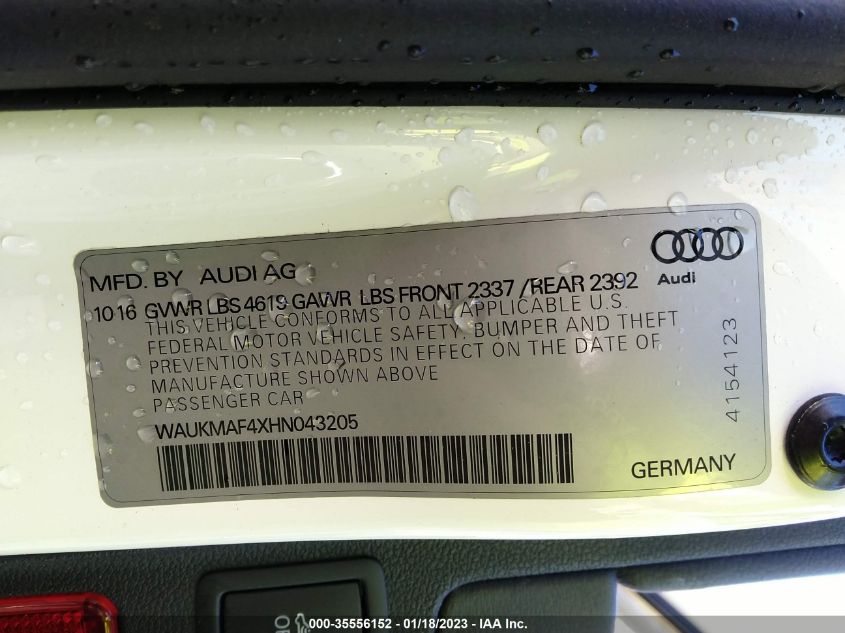 MFD. BY AUDI AG
Audi
10 16 GVWR LBS 4619 GAWR LBS FRONT 2337 / REAR 2392
THIS VEHICLE CONFORMS TO ALL APPLICABLE U.S.
FEDERAL MOTOR VEHICLE SAFETY, BUMPER AND THEFT
PREVENTION STANDARDS IN EFFECT ON THE DATE OF
MANUFACTURE SHOWN ABOVE
PASSENGER CAR
4154123
WAUKMAF4XHN043205
GERMANY
000-35556152 - 01/18/2023 - IAA Inc.